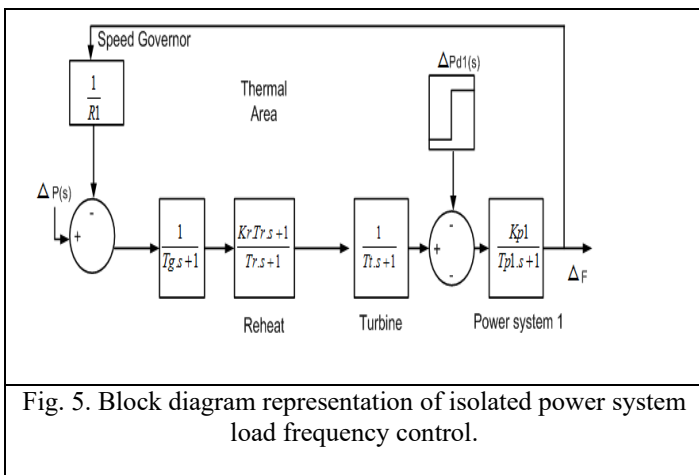 Speed Governor
ΔPd1(s)
1
R1
Thermal
Area
Δ P(s)
-
+
1
Tg.s+1
Kr.Tr.s+1
Tr.s+1
1
Tt.s+1
-
+
-
Kp1
Tp1.s+1
ΔF
Reheat
Turbine
Power system 1
Fig. 5. Block diagram representation of isolated power system
load frequency control.